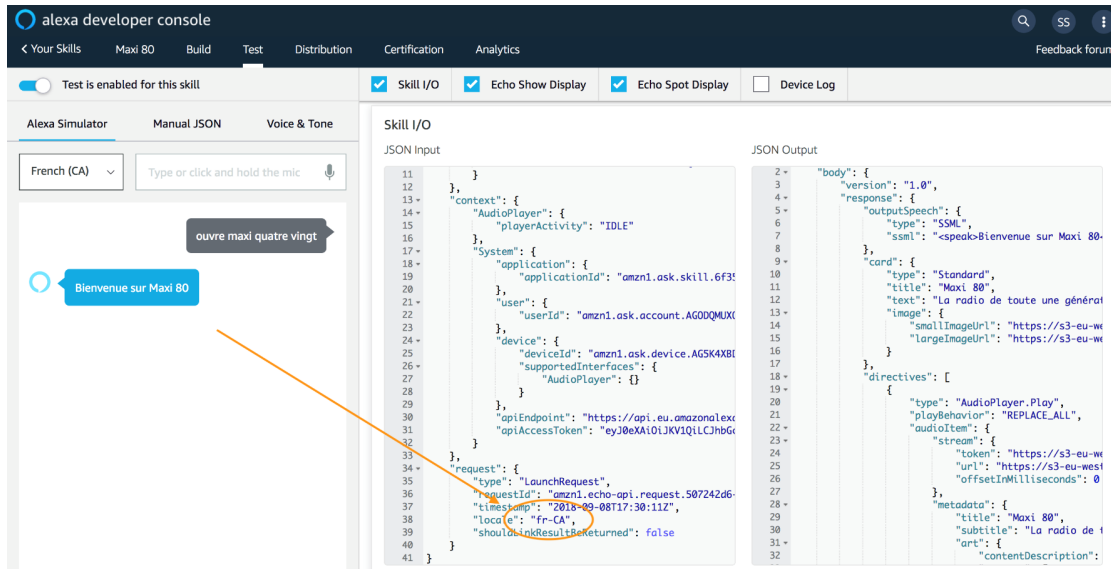 alexa developer console
SS
Your Skills Maxi 80 Build Test Distribution Certification Analytics Feedback forum
Test is enabled for this skill
Skill I/O Echo Show Display Echo Spot Display Device Log
Alexa Simulator Manual JSON Voice & Tone
French (CA) Type or click and hold the mic
ouvre maxi quatre vingt
Bienvenue sur Maxi 80
Skill I/O
JSON Input
11 }
12 },
13 "context": {
14 "AudioPlayer": {
15 "playerActivity": "IDLE"
16 },
17 "System": {
18 "application": {
19 "applicationId": "amzn1.ask.skill.6f35
20 },
21 "user": {
22 "userId": "amzn1.ask.account.AGODQMUX
23 },
24 "device": {
25 "deviceId": "amzn1.ask.device.AG5K4XB
26 "supportedInterfaces": {
27 "AudioPlayer": {}
28 }
29 },
30 "apiEndpoint": "https://api.eu.amazonalex
31 "apiAccessToken": "eyJ0eXAiOiJKV1QiLCJhbG
32 }
33 },
34 "request": {
35 "type": "LaunchRequest",
36 "requestId": "amzn1.echo-api.request.507242d6-
37 "timestamp": "2018-09-08T17:30:11Z",
38 "locale": "fr-CA",
39 "shouldLinkResultBeReturned": false
40 }
41 }
JSON Output
2 "body": {
3 "version": "1.0",
4 "response": {
5 "outputSpeech": {
6 "type": "SSML",
7 "ssml": "<speak>Bienvenue sur Maxi 80
8 },
9 "card": {
10 "type": "Standard",
11 "title": "Maxi 80",
12 "text": "La radio de toute une générat
13 "image": {
14 "smallImageUrl": "https://s3-eu-we
15 "largeImageUrl": "https://s3-eu-we
16 }
17 },
18 "directives": [
19 {
20 "type": "AudioPlayer.Play",
21 "playBehavior": "REPLACE_ALL",
22 "audioItem": {
23 "stream": {
24 "token": "https://s3-eu-we
25 "url": "https://s3-eu-west
26 "offsetInMilliseconds": 0
27 },
28 "metadata": {
29 "title": "Maxi 80",
30 "subtitle": "La radio de t
31 "art": {
32 "contentDescription":